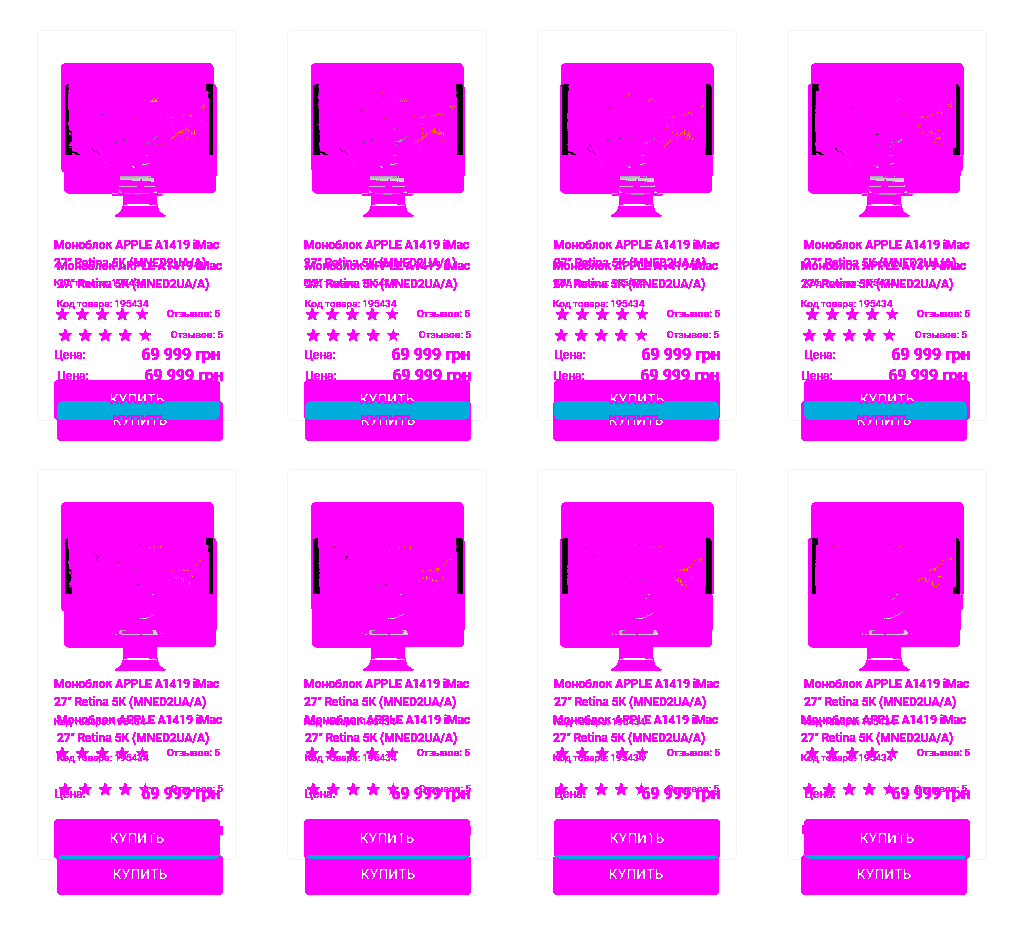 Моноблок APPLE A1419 iMac Моноблок APPLE A1419 iMac Моноблок APPLE A1419 iMac Моноблок APPLE A1419 iMac
27" Retina 5K (MNED2UA/A) 27" Retina 5K (MNED2UA/A) 27" Retina 5K (MNED2UA/A) 27" Retina 5K (MNED2UA/A)
Моноблок APPLE A1419 iMac Моноблок APPLE A1419 iMac Моноблок APPLE A1419 iMac Моноблок APPLE A1419 iMac
27" Retina 5K (MNED2UA/A) 27" Retina 5K (MNED2UA/A) 27" Retina 5K (MNED2UA/A) 27" Retina 5K (MNED2UA/A)
Код товара: 195434 Код товара: 195434 Код товара: 195434 Код товара: 195434
Отзывов: 5 Отзывов: 5 Отзывов: 5 Отзывов: 5
Отзывов: 5 Отзывов: 5 Отзывов: 5 Отзывов: 5
Цена: 69 999 грн Цена: 69 999 грн Цена: 69 999 грн Цена: 69 999 грн
Цена: 69 999 грн Цена: 69 999 грн Цена: 69 999 грн Цена: 69 999 грн
КУПИТЬ КУПИТЬ КУПИТЬ КУПИТЬ
КУПИТЬ КУПИТЬ КУПИТЬ КУПИТЬ
Моноблок APPLE A1419 iMac Моноблок APPLE A1419 iMac Моноблок APPLE A1419 iMac Моноблок APPLE A1419 iMac
27" Retina 5K (MNED2UA/A) 27" Retina 5K (MNED2UA/A) 27" Retina 5K (MNED2UA/A) 27" Retina 5K (MNED2UA/A)
Моноблок APPLE A1419 iMac Моноблок APPLE A1419 iMac Моноблок APPLE A1419 iMac Моноблок APPLE A1419 iMac
27" Retina 5K (MNED2UA/A) 27" Retina 5K (MNED2UA/A) 27" Retina 5K (MNED2UA/A) 27" Retina 5K (MNED2UA/A)
Отзывов: 5 Отзывов: 5 Отзывов: 5 Отзывов: 5
Код товара: 195434 Код товара: 195434 Код товара: 195434 Код товара: 195434
Цена: 69 999 грн Цена: 69 999 грн Цена: 69 999 грн Цена: 69 999 грн
КУПИТЬ КУПИТЬ КУПИТЬ КУПИТЬ
КУПИТЬ КУПИТЬ КУПИТЬ КУПИТЬ